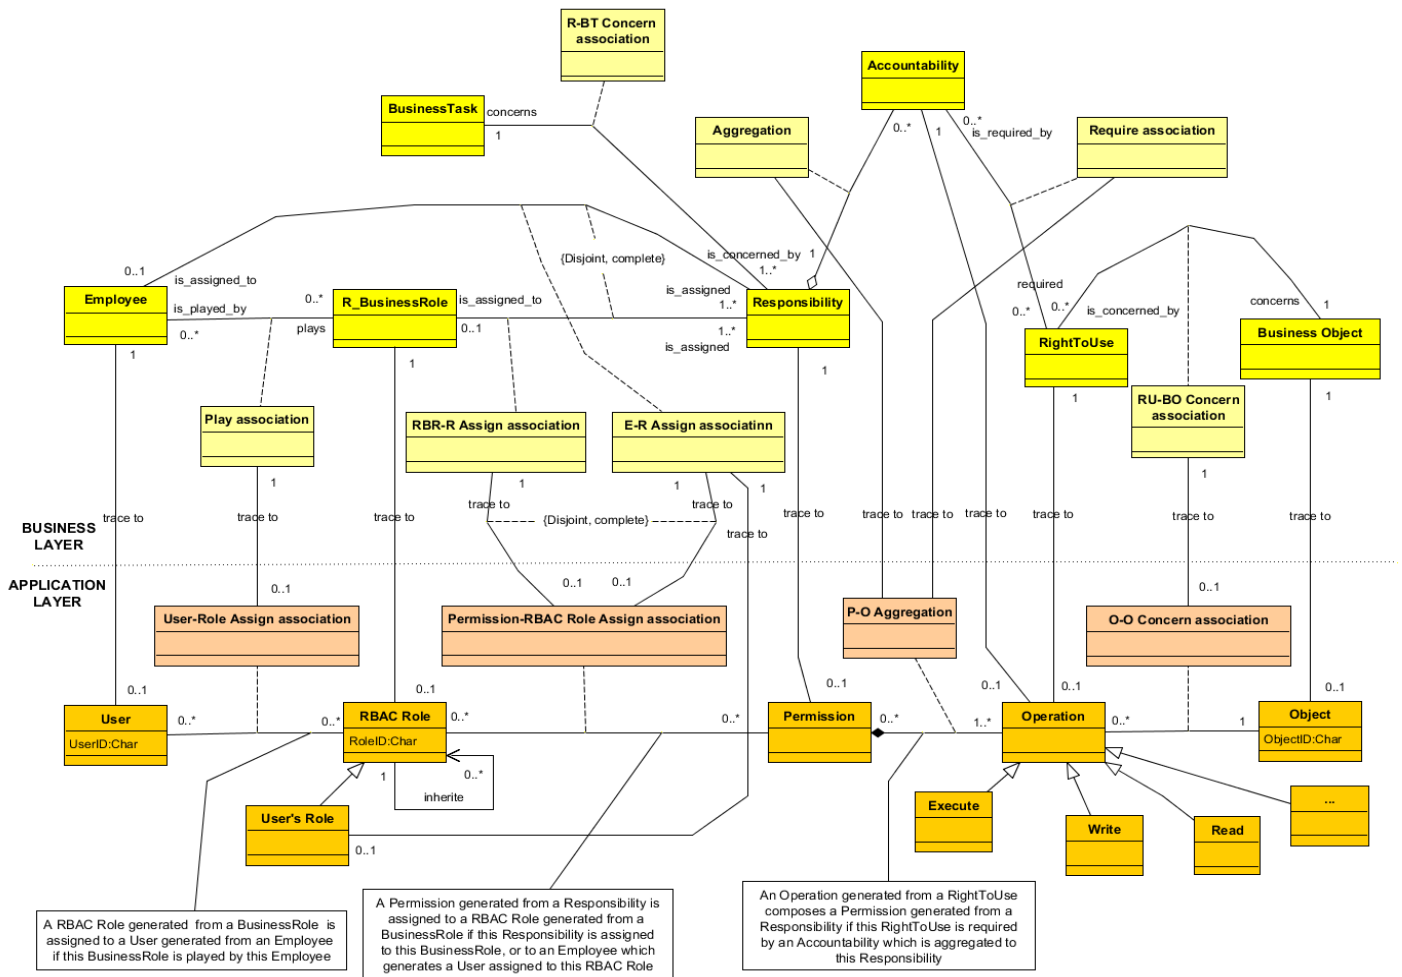 R-BT Concern
association
Accountability
BusinessTask
concerns
1
Aggregation
0..*
1
0..*
is_required_by
Require association
0..1
is_assigned_to
{Disjoint, complete}
is_concerned_by
1
1..*
required
0..*
0..*
is_concerned_by
concerns
1
Employee
is_played_by
0..*
0..*
plays
R_BusinessRole
is_assigned_to
0..1
is_assigned
1..*
1..*
is_assigned
Responsibility
RightToUse
Business Object
1
1
1
1
1
RU-BO Concern
association
Play association
RBR-R Assign association
E-R Assign associatinn
1
1
1
1
1
trace to
trace to
trace to
trace to
trace to
trace to
trace to
trace to
trace to
trace to
trace to
trace to
trace to
{Disjoint, complete}
BUSINESS
LAYER
APPLICATION
LAYER
0..1
0..1
0..1
0..1
User-Role Assign association
Permission-RBAC Role Assign association
P-O Aggregation
O-O Concern association
0..1
0..1
0..1
0..1
0..1
0..1
User
UserID:Char
0..*
0..*
RBAC Role
RoleID:Char
0..*
0..*
Permission
0..*
1..*
Operation
0..*
1
Object
ObjectID:Char
1
0..*
inherite
User's Role
0..1
Execute
Write
Read
...
A RBAC Role generated from a BusinessRole is
assigned to a User generated from an Employee
if this BusinessRole is played by this Employee
A Permission generated from a Responsibility is
assigned to a RBAC Role generated from a
BusinessRole if this Responsibility is assigned
to this BusinessRole, or to an Employee which
generates a User assigned to this RBAC Role
An Operation generated from a RightToUse
composes a Permission generated from a
Responsibility if this RightToUse is required
by an Accountability which is aggregated to
this Responsibility